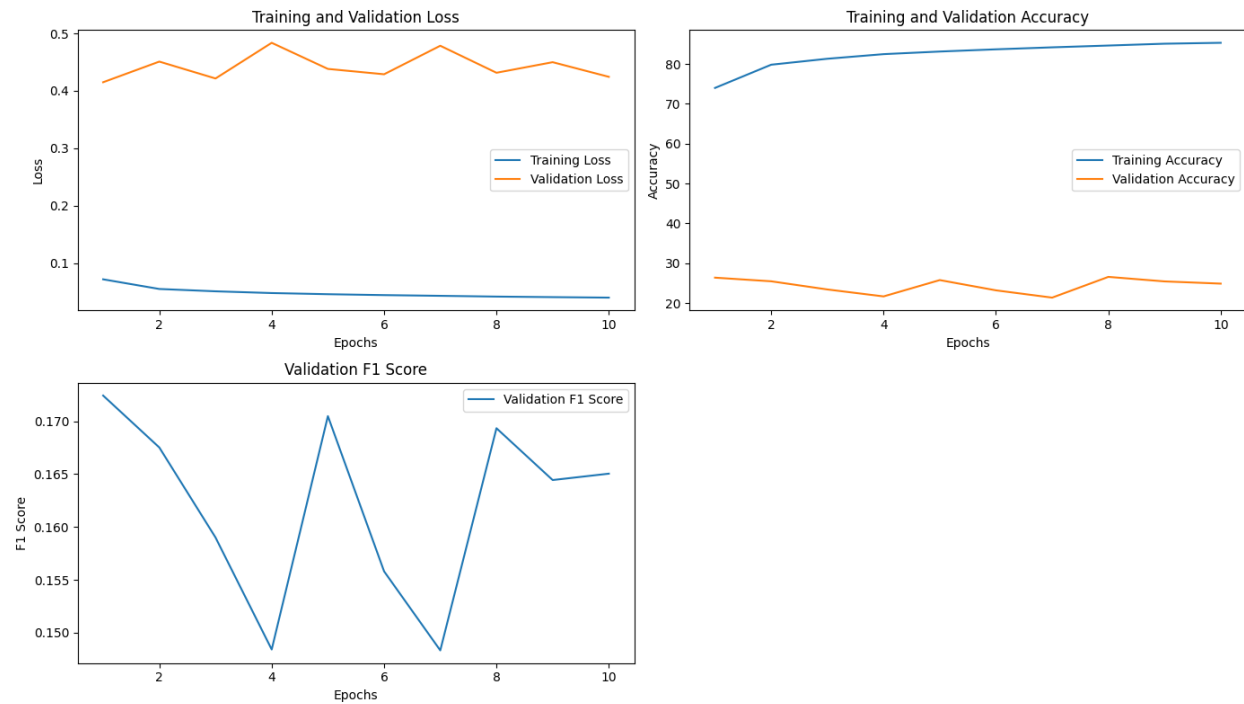 Training and Validation Loss
0.5
0.4
0.3
0.2
0.1
Loss
Training Loss
Validation Loss
2 4 6 8 10
Epochs
Training and Validation Accuracy
80
70
60
50
40
30
20
Accuracy
Training Accuracy
Validation Accuracy
2 4 6 8 10
Epochs
Validation F1 Score
0.170
0.165
0.160
0.155
0.150
F1 Score
Validation F1 Score
2 4 6 8 10
Epochs